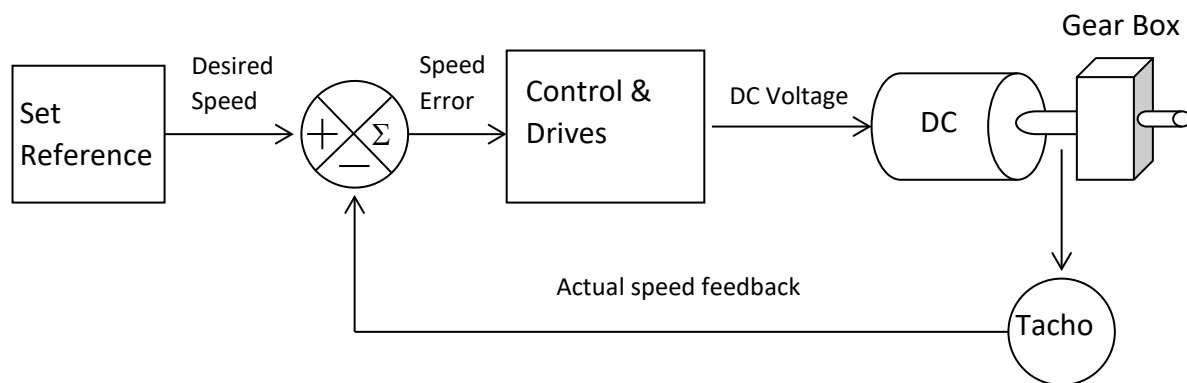 Gear Box
Desired
Speed
Speed
Error
Set
Reference
+
Σ
−
Control &
Drives
DC Voltage
DC
Actual speed feedback
Tacho